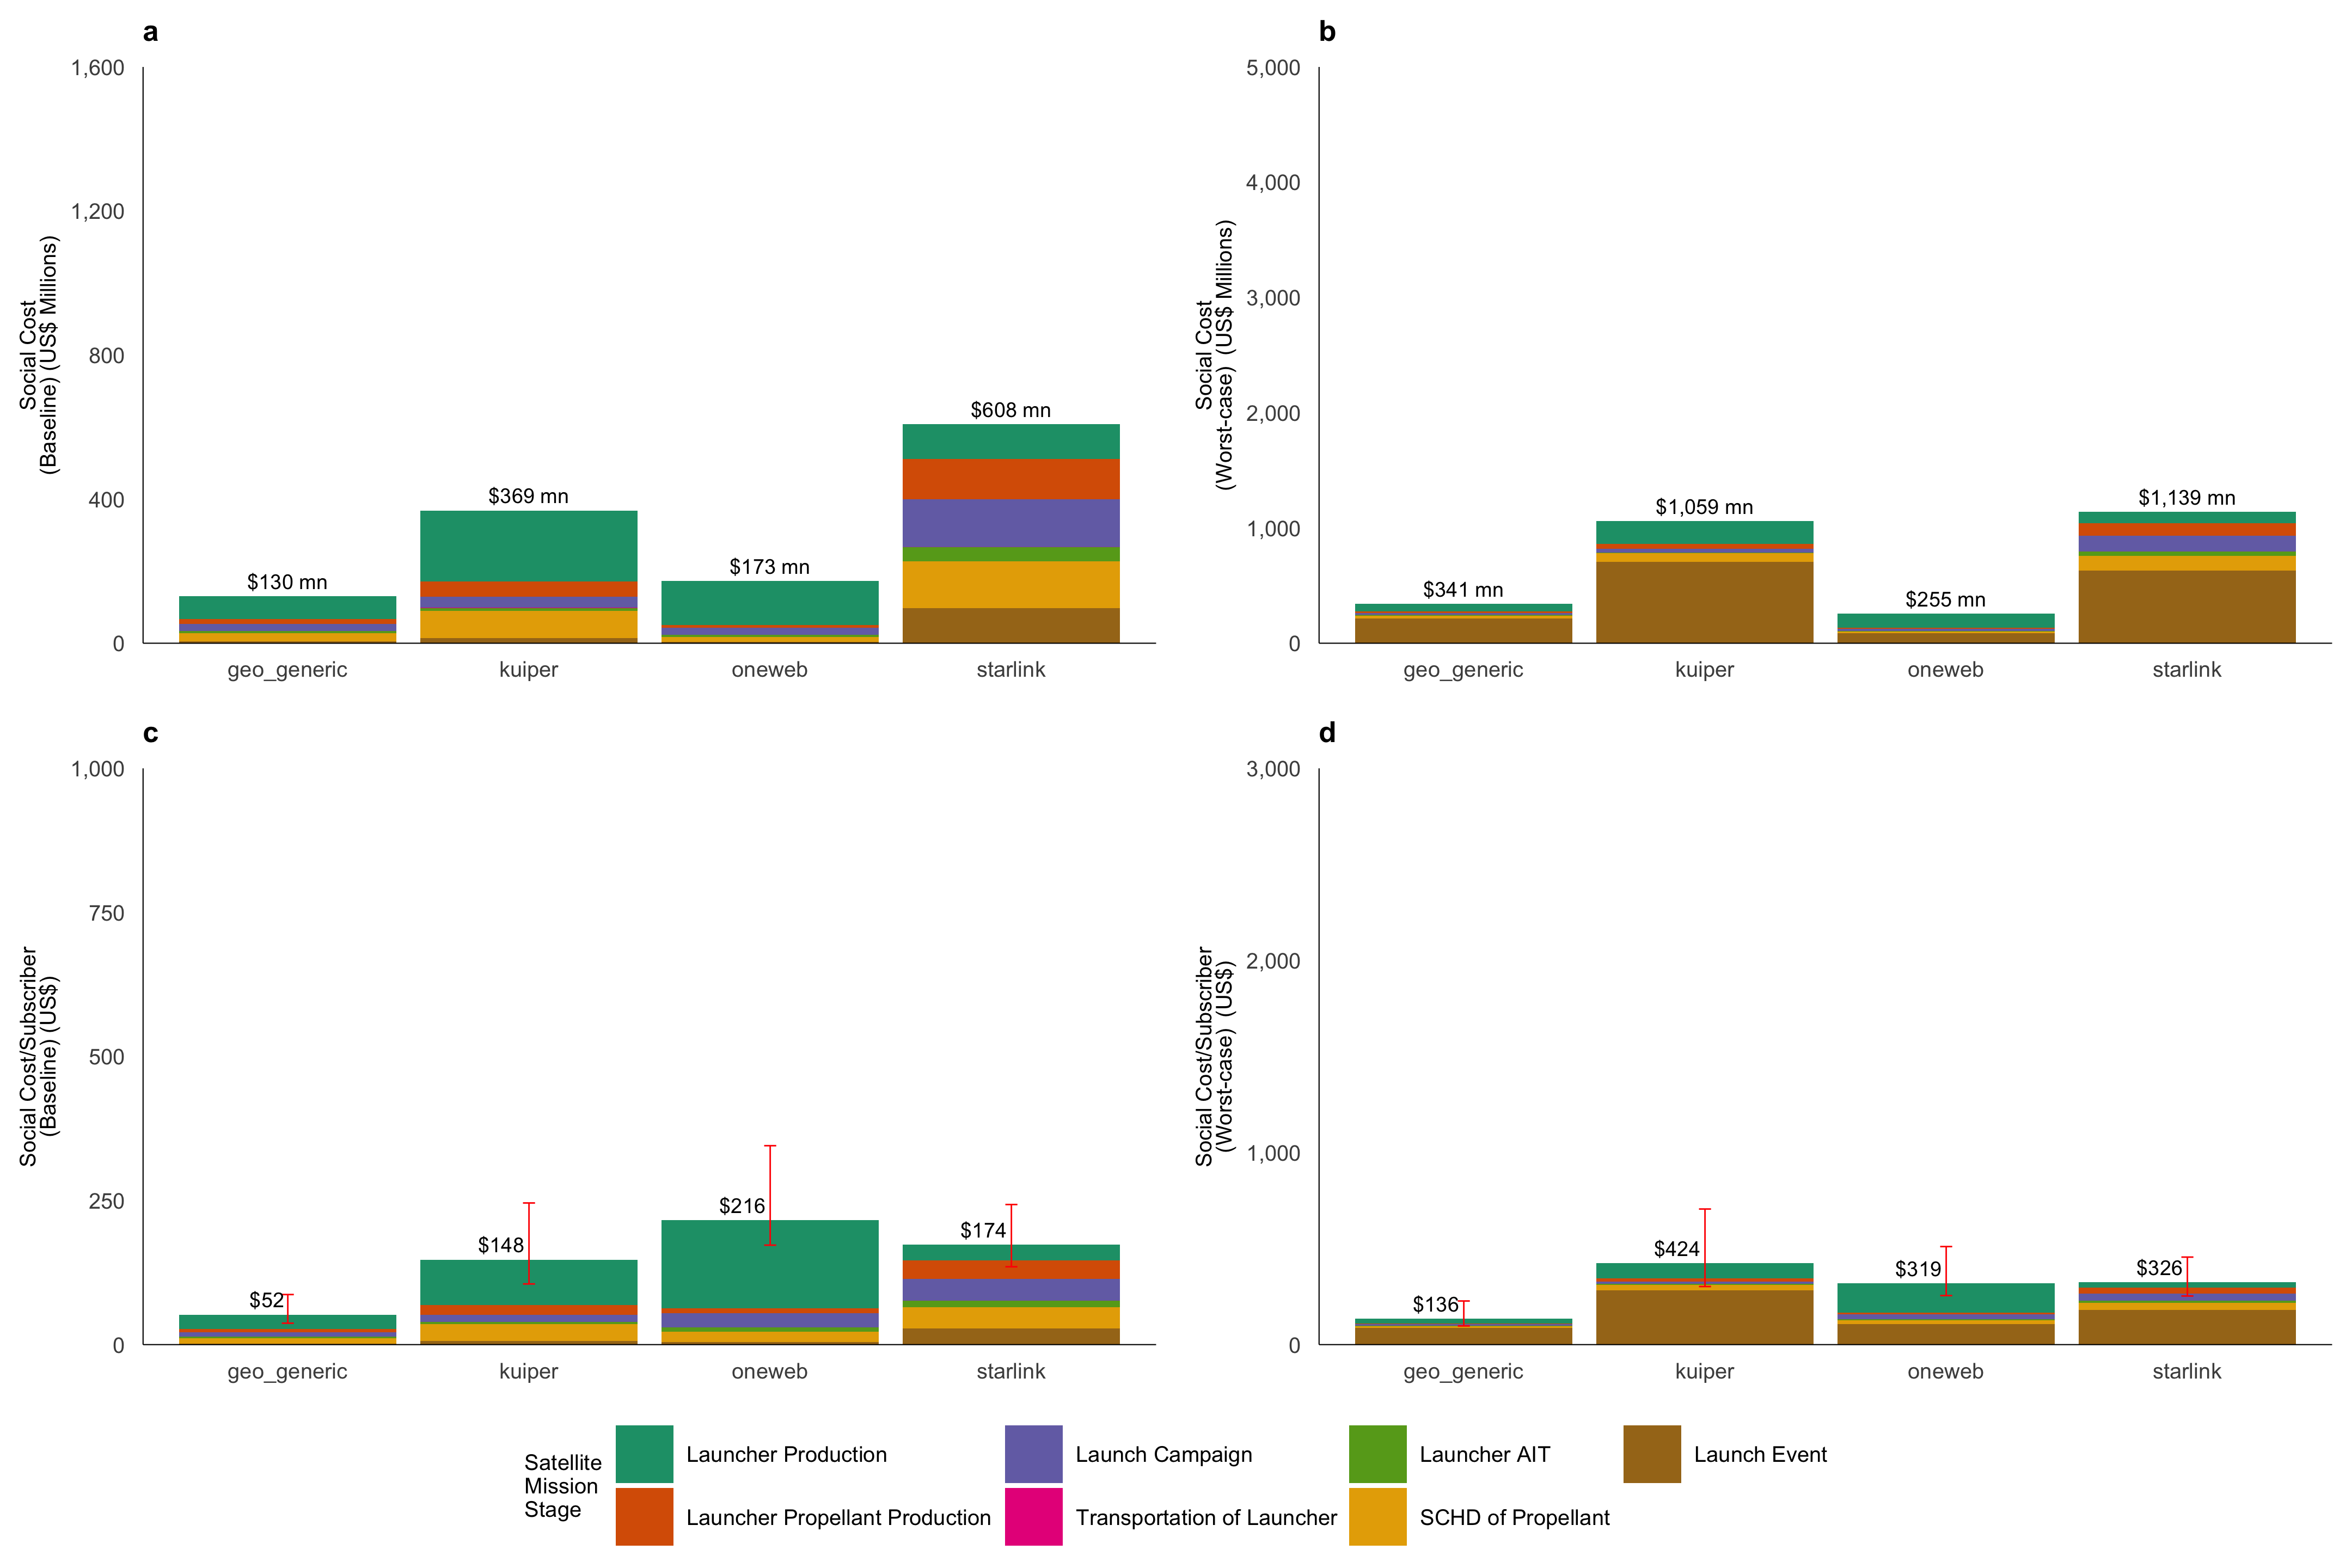 a
1,600
1,200
800
400
0
Social Cost
(Baseline) (US$ Millions)
$130 mn
$369 mn
$173 mn
$608 mn
geo_generic
kuiper
oneweb
starlink
b
5,000
4,000
3,000
2,000
1,000
0
Social Cost
(Worst-case) (US$ Millions)
$341 mn
$1,059 mn
$255 mn
$1,139 mn
geo_generic
kuiper
oneweb
starlink
c
1,000
750
500
250
0
Social Cost/Subscriber
(Baseline) (US$)
$52
$148
$216
$174
geo_generic
kuiper
oneweb
starlink
d
3,000
2,000
1,000
0
Social Cost/Subscriber
(Worst-case) (US$)
$136
$424
$319
$326
geo_generic
kuiper
oneweb
starlink
Satellite
Mission
Stage
Launcher Production
Launcher Propellant Production
Launch Campaign
Transportation of Launcher
Launcher AIT
SCHD of Propellant
Launch Event